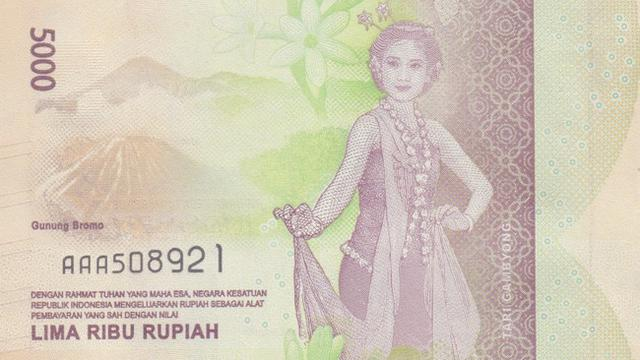 5000
Gunung Bromo
AAA508921
DENGAN RAHMAT TUHAN YANG MAHA ESA, NEGARA KESATUAN
REPUBLIK INDONESIA MENGELUARKAN RUPIAH SEBAGAI ALAT
PEMBAYARAN YANG SAH DENGAN NILAI
LIMA RIBU RUPIAH
TARI GAMBYONG